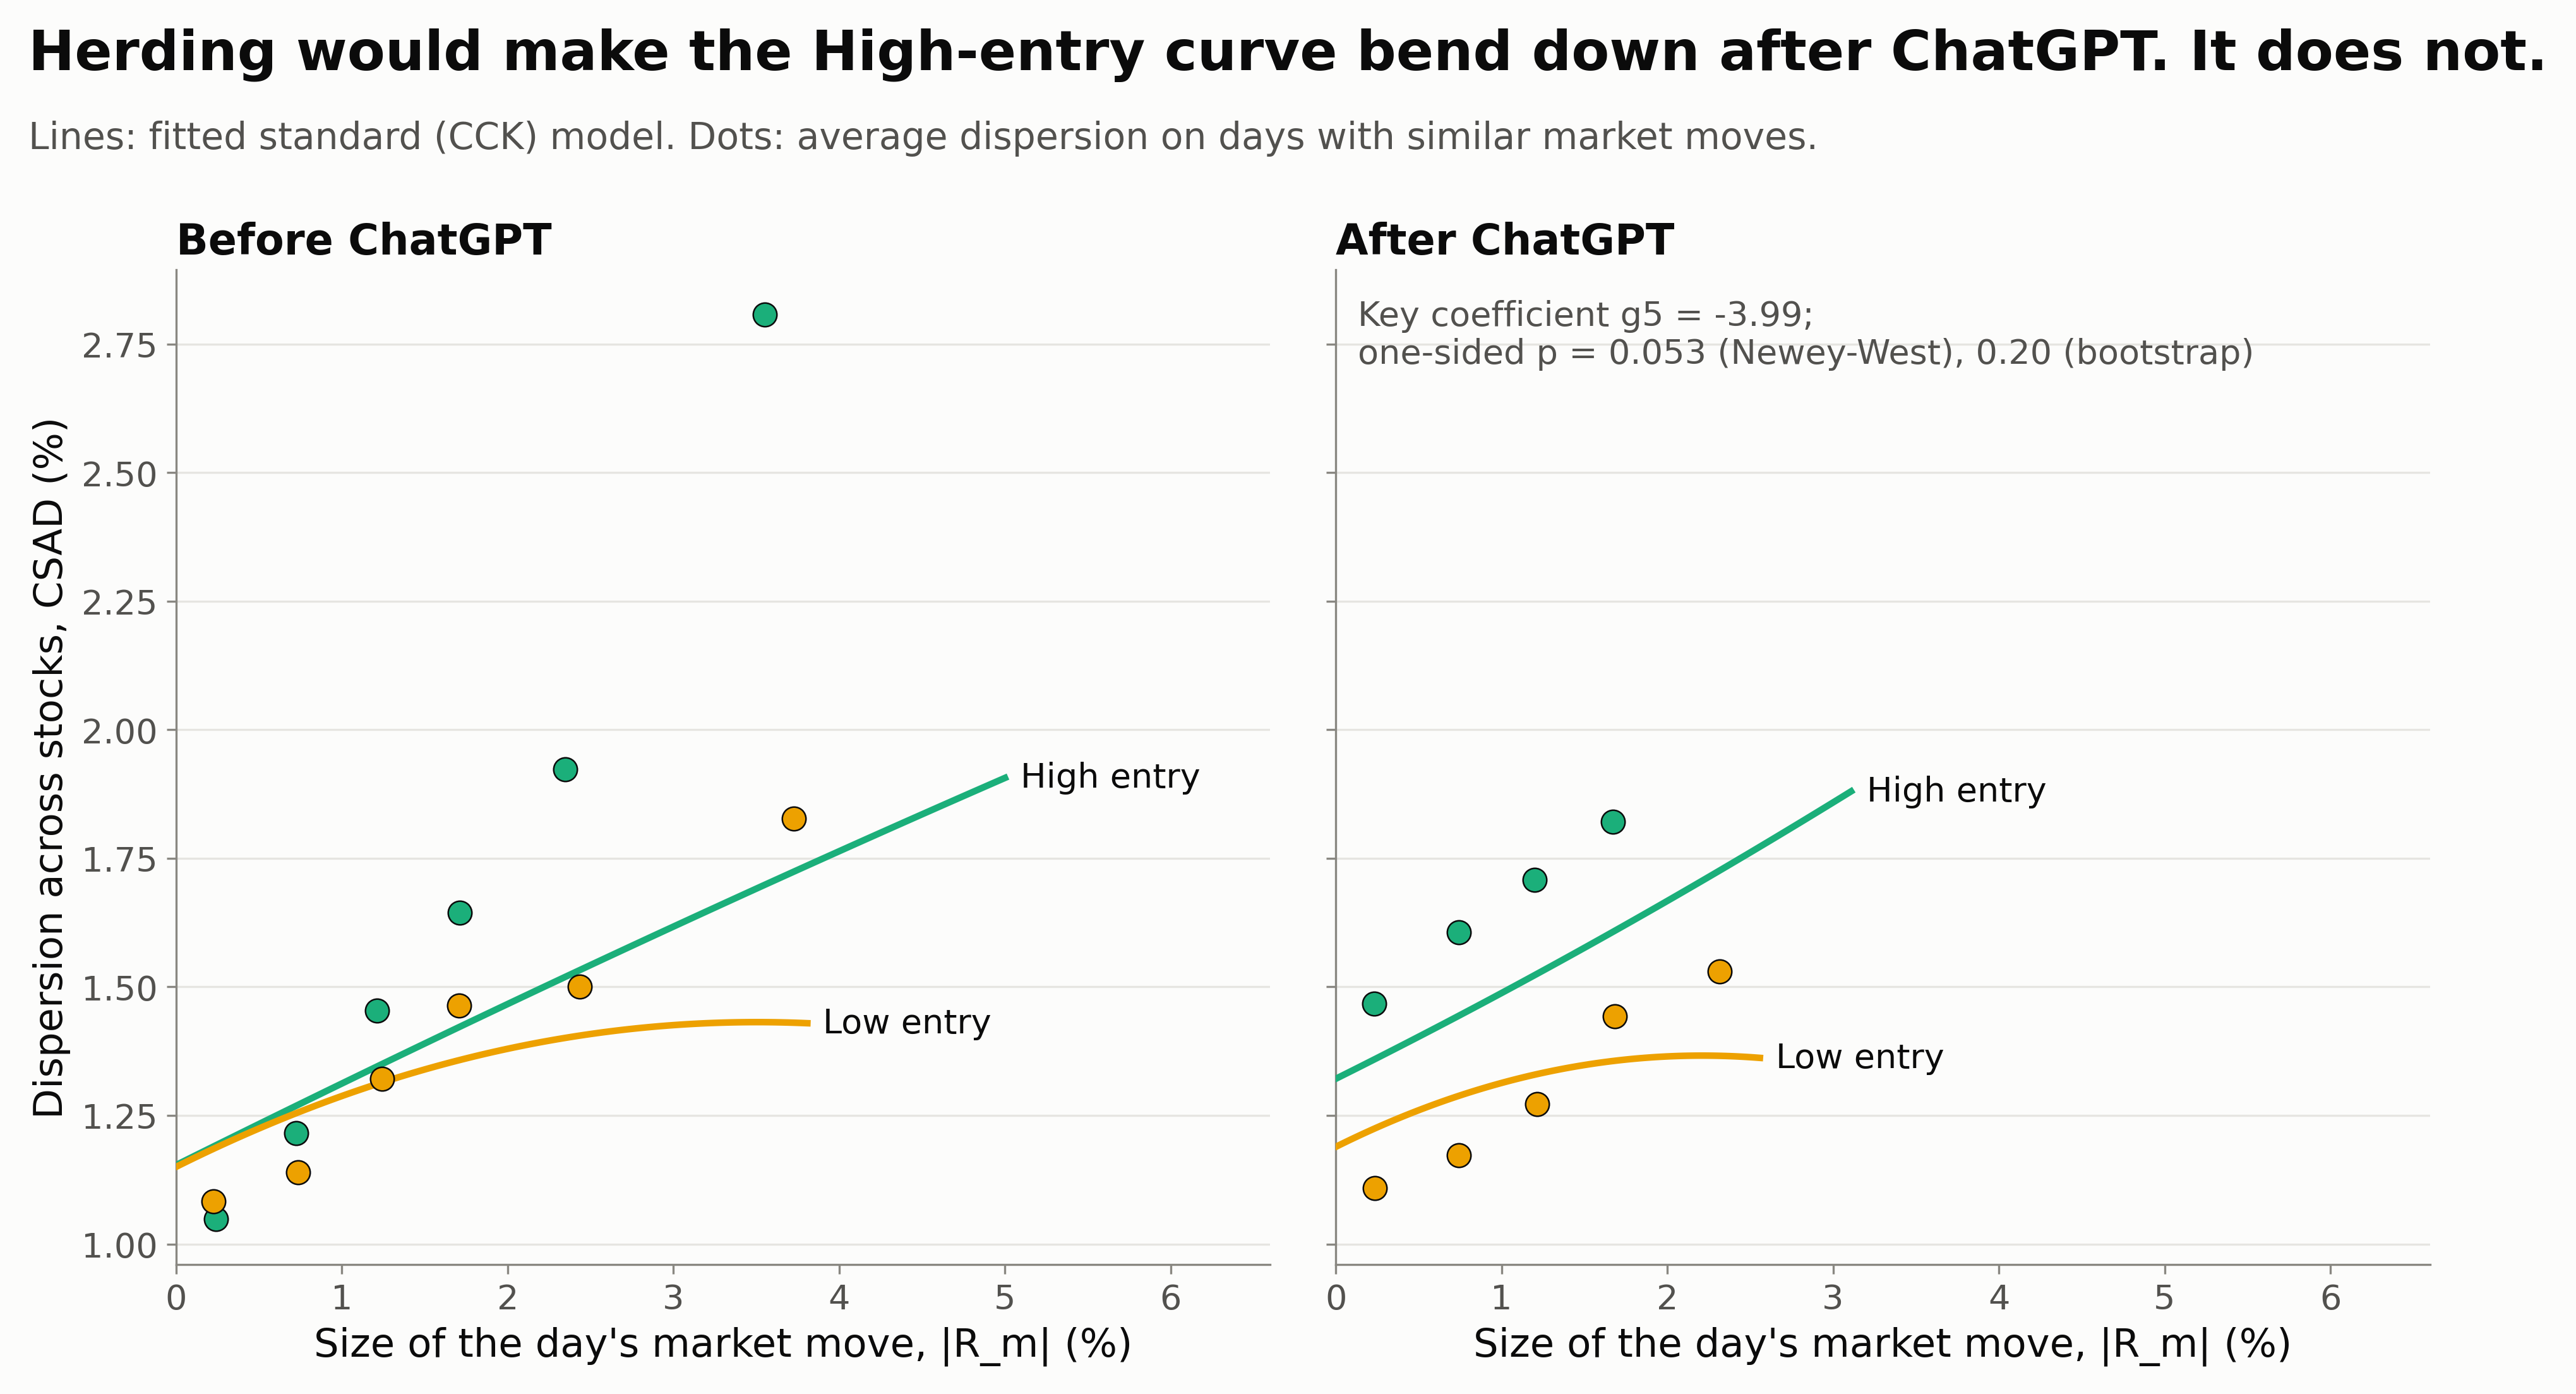 Herding would make the High-entry curve bend down after ChatGPT. It does not.
Lines: fitted standard (CCK) model. Dots: average dispersion on days with similar market moves.
Before ChatGPT
Dispersion across stocks, CSAD (%)
2.75
2.50
2.25
2.00
1.75
1.50
1.25
1.00
High entry
Low entry
0 1 2 3 4 5 6
Size of the day's market move, |R_m| (%)
After ChatGPT
Key coefficient g5 = -3.99;
one-sided p = 0.053 (Newey-West), 0.20 (bootstrap)
High entry
Low entry
0 1 2 3 4 5 6
Size of the day's market move, |R_m| (%)